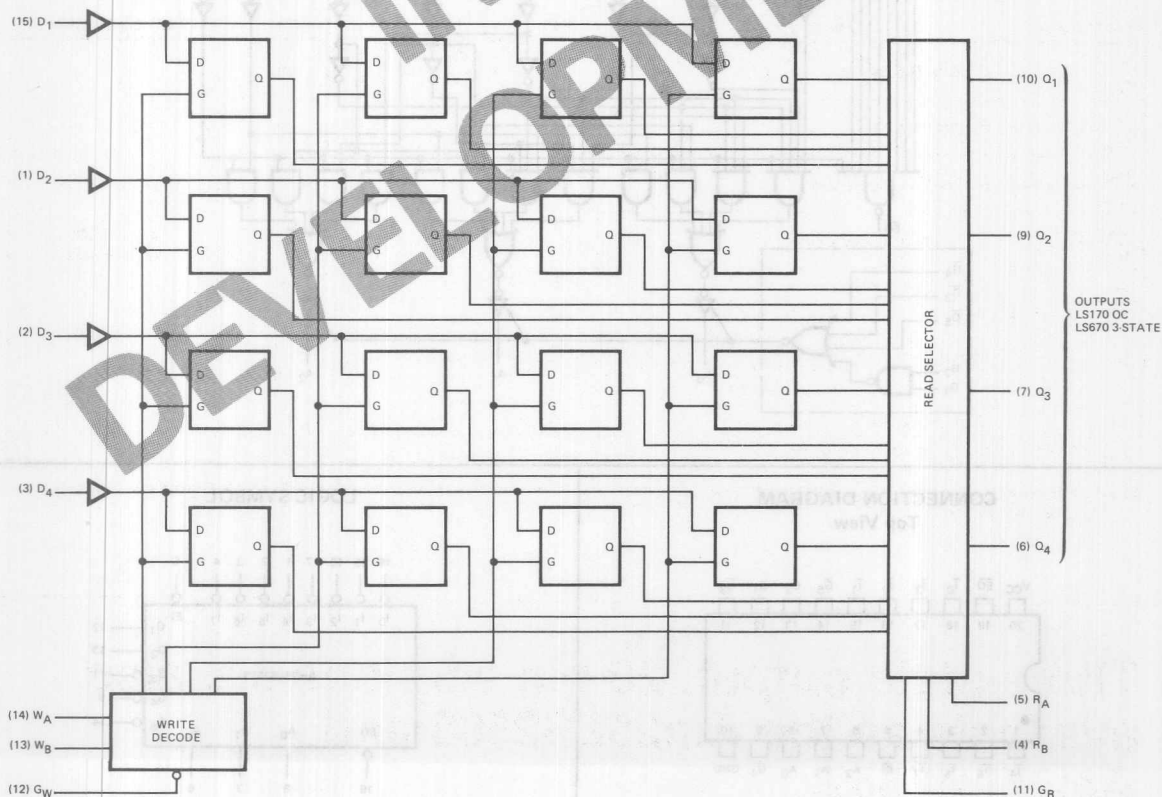 (15) D1
D
G
Q
D
G
Q
D
G
Q
D
G
Q
(10) Q1
(1) D2
D
G
Q
D
G
Q
D
G
Q
D
G
Q
(9) Q2
OUTPUTS
LS170 OC
LS670 3-STATE
(2) D3
D
G
Q
D
G
Q
D
G
Q
D
G
Q
READ SELECTOR
(7) Q3
(3) D4
D
G
Q
D
G
Q
D
G
Q
D
G
Q
(6) Q4
(14) WA
(13) WB
WRITE
DECODE
(12) GW
(5) RA
(4) RB
(11) GR
CONNECTION DIAGRAM
Top View
LOGIC SYMBOL